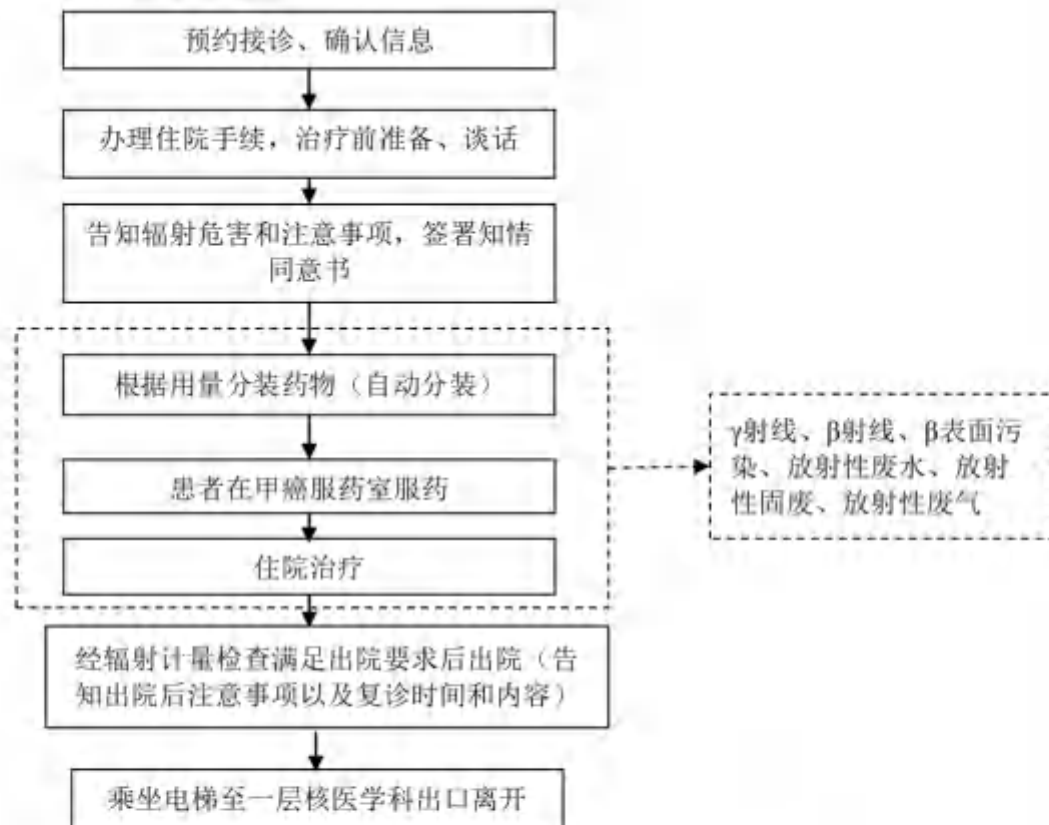 预约接诊、确认信息
办理住院手续，治疗前准备、谈话
告知辐射危害和注意事项，签署知情
同意书
根据用量分装药物（自动分装）
患者在甲癌服药室服药
住院治疗
γ射线、β射线、β表面污
染、放射性废水、放射
性固废、放射性废气
经辐射计量检查满足出院要求后出院（告
知出院后注意事项以及复诊时间和内容）
乘坐电梯至一层核医学科出口离开